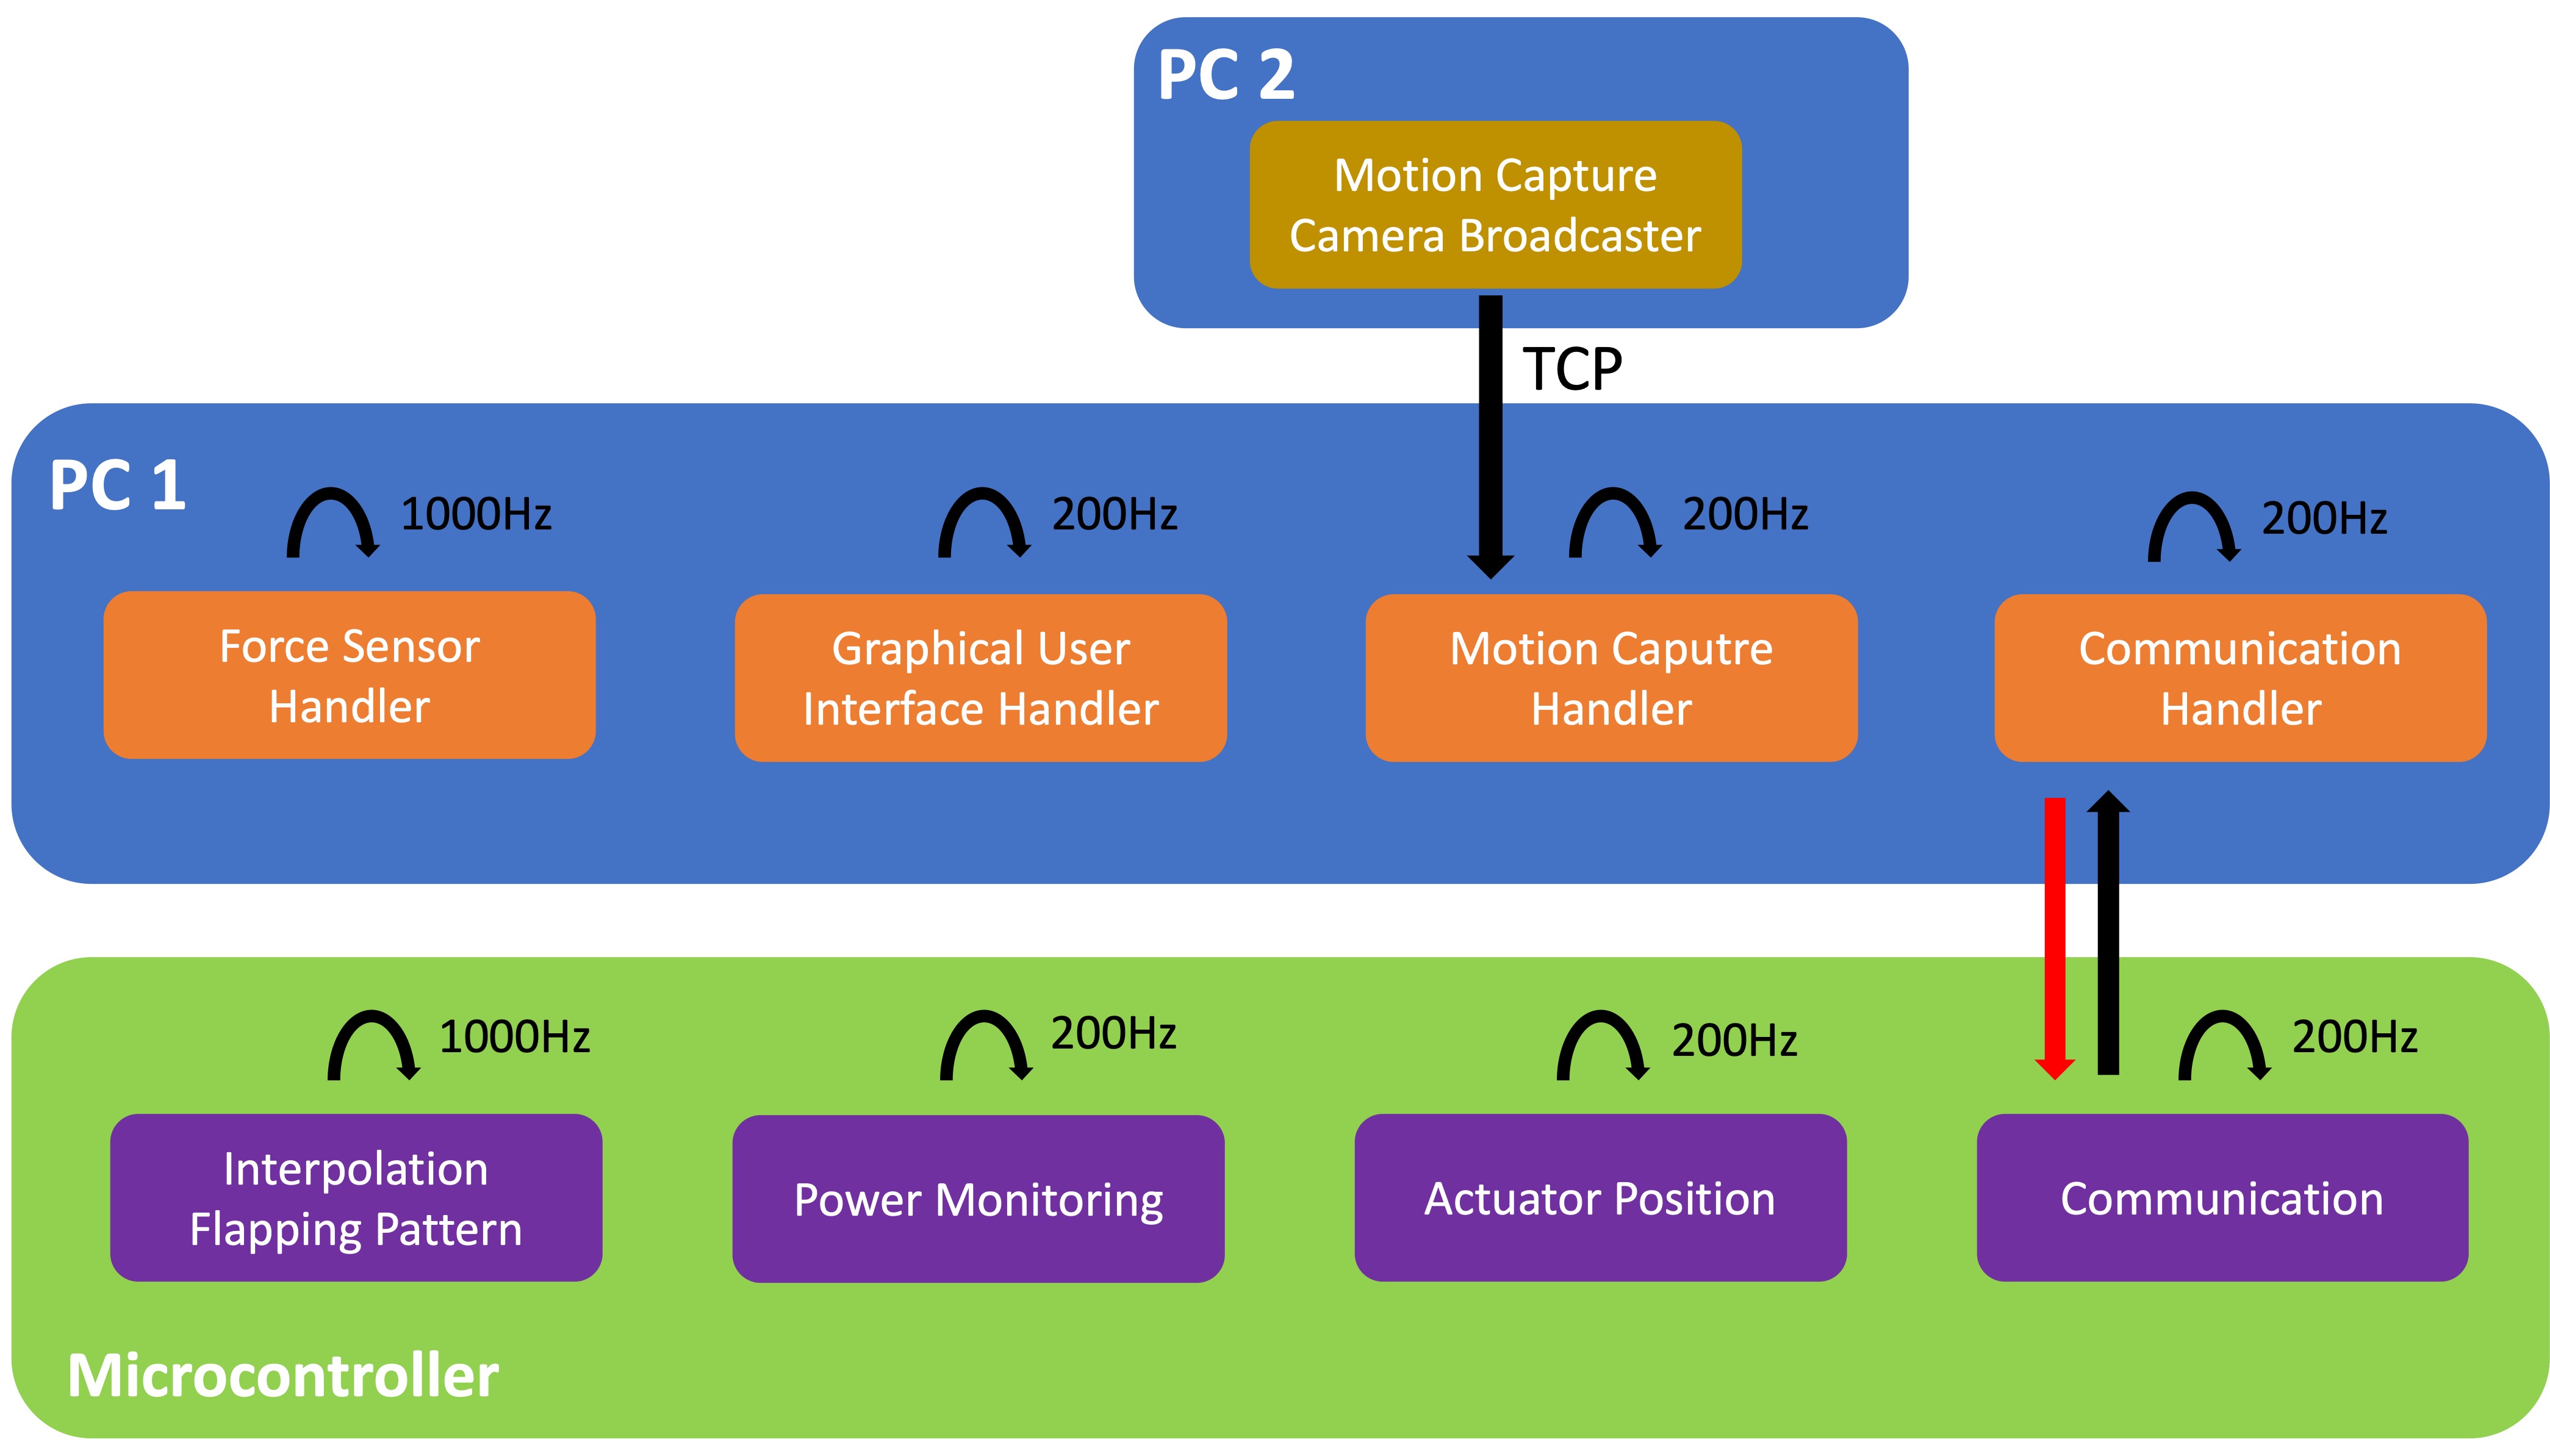 PC 2
Motion Capture
Camera Broadcaster
TCP
PC 1
1000Hz
200Hz
200Hz
200Hz
Force Sensor
Handler
Graphical User
Interface Handler
Motion Caputre
Handler
Communication
Handler
1000Hz
200Hz
200Hz
200Hz
Interpolation
Flapping Pattern
Power Monitoring
Actuator Position
Communication
Microcontroller